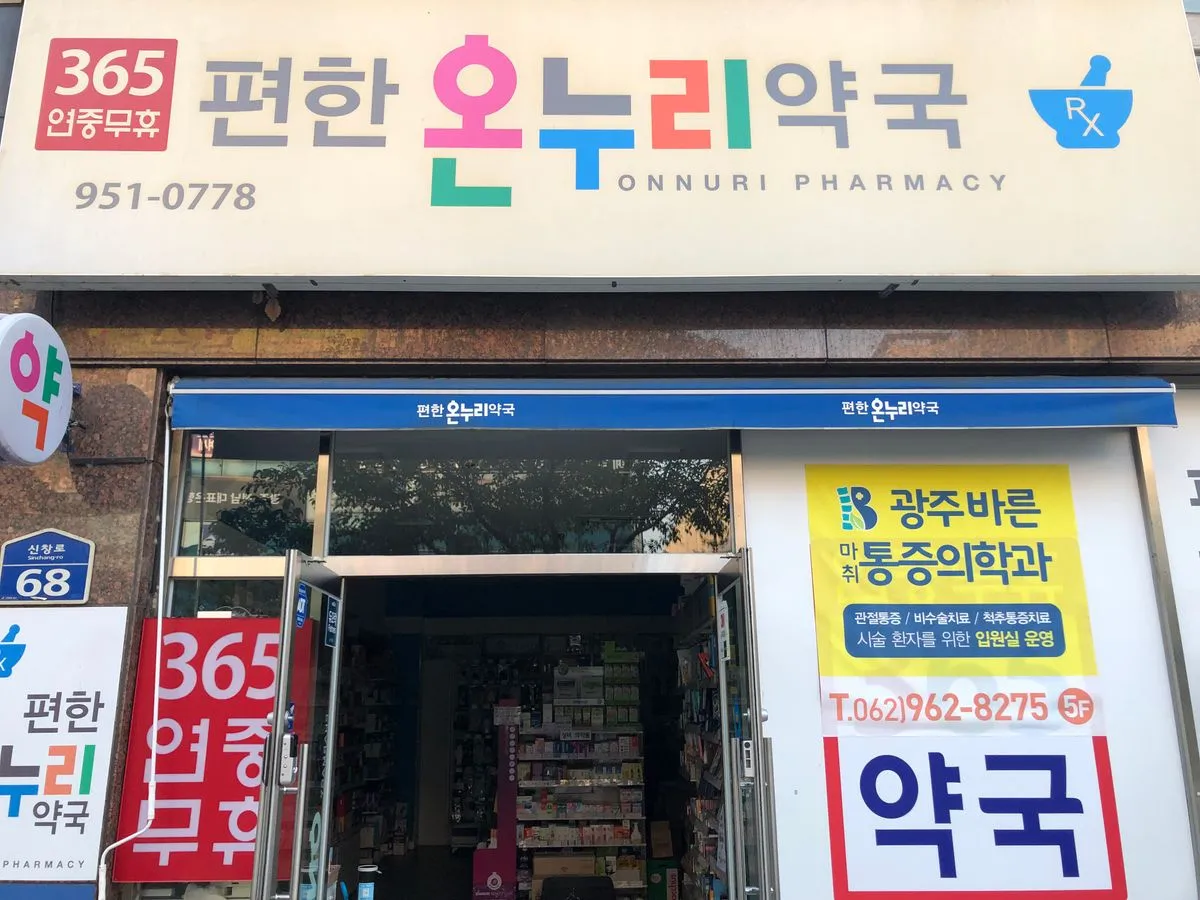 365
연중무휴
편한 온누리약국
RX
951-0778
ONNURI PHARMACY
약
편한 온누리약국
편한 온누리약국
신창로
Sinchang-ro
68
편한
누리
약국
PHARMACY
365
연중
무휴
광주바른
마취통증의학과
관절통증 / 비수술치료 / 척추통증치료
시술 환자를 위한 입원실 운영
T.062)962-8275 5F
약국